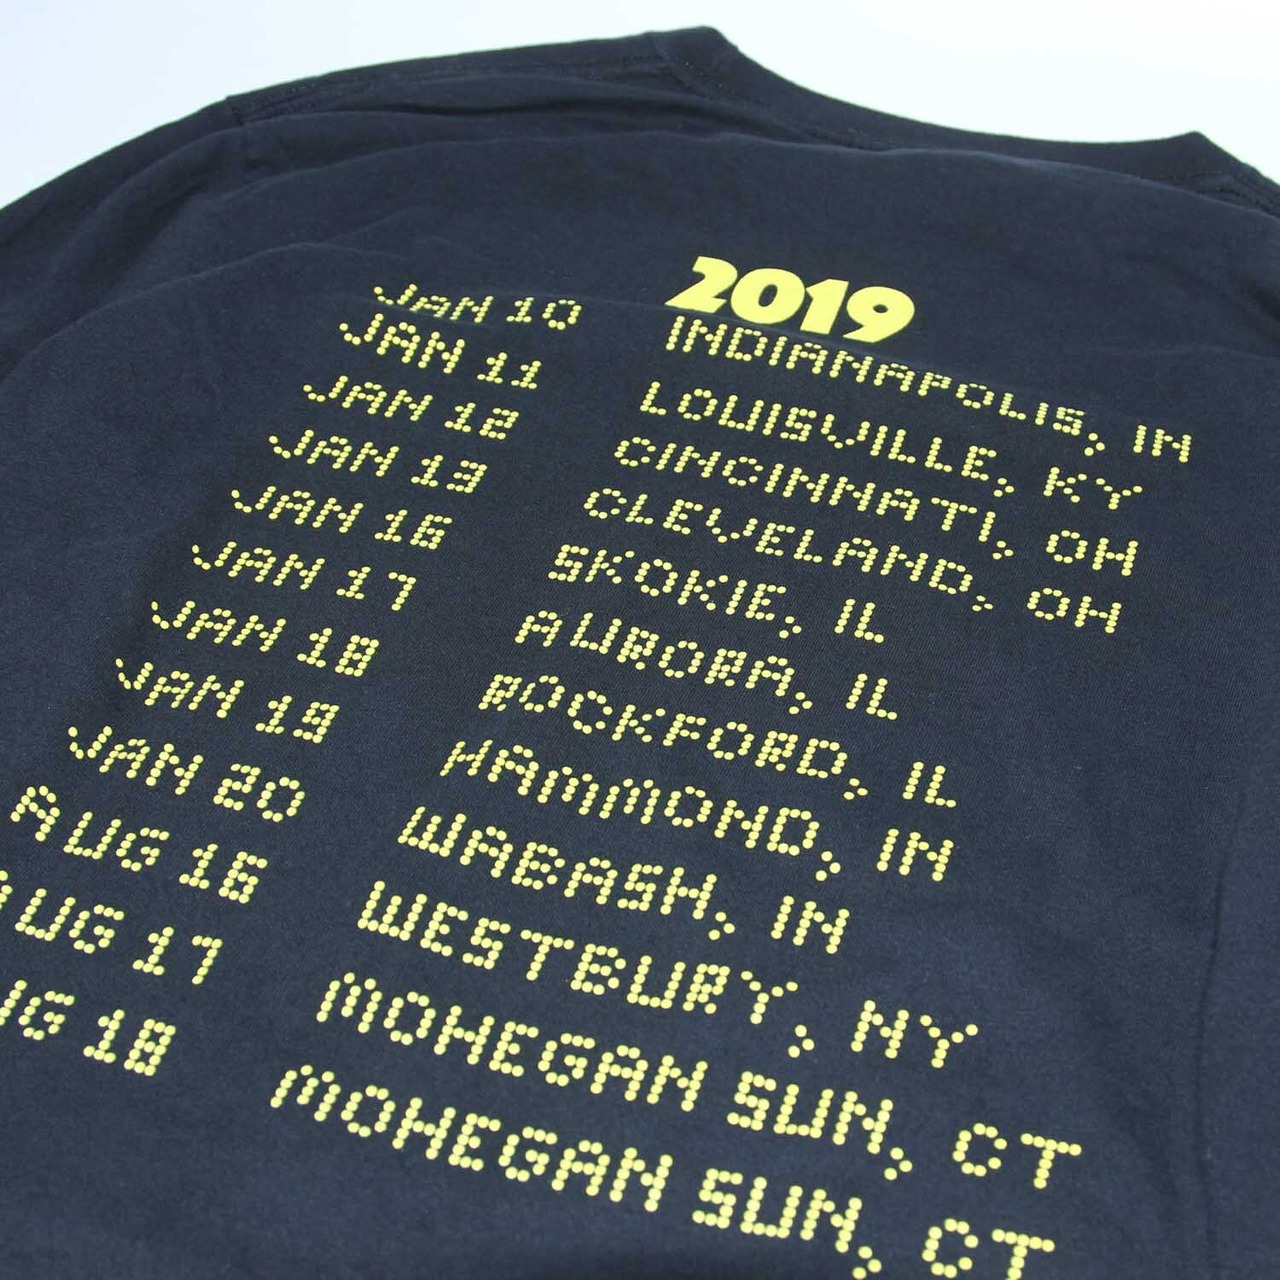 2019
JAN 10 INDIANAPOLIS, IN
JAN 11 LOUISVILLE, KY
JAN 12 CINCINNATI, OH
JAN 13 CLEVELAND, OH
JAN 16 SKOKIE, IL
JAN 17 AURORA, IL
JAN 18 ROCKFORD, IL
JAN 19 HAMMOND, IN
JAN 20 WABASH, IN
AUG 16 WESTBURY, NY
AUG 17 MOHEGAN SUN, CT
UG 18 MOHEGAN SUN, CT